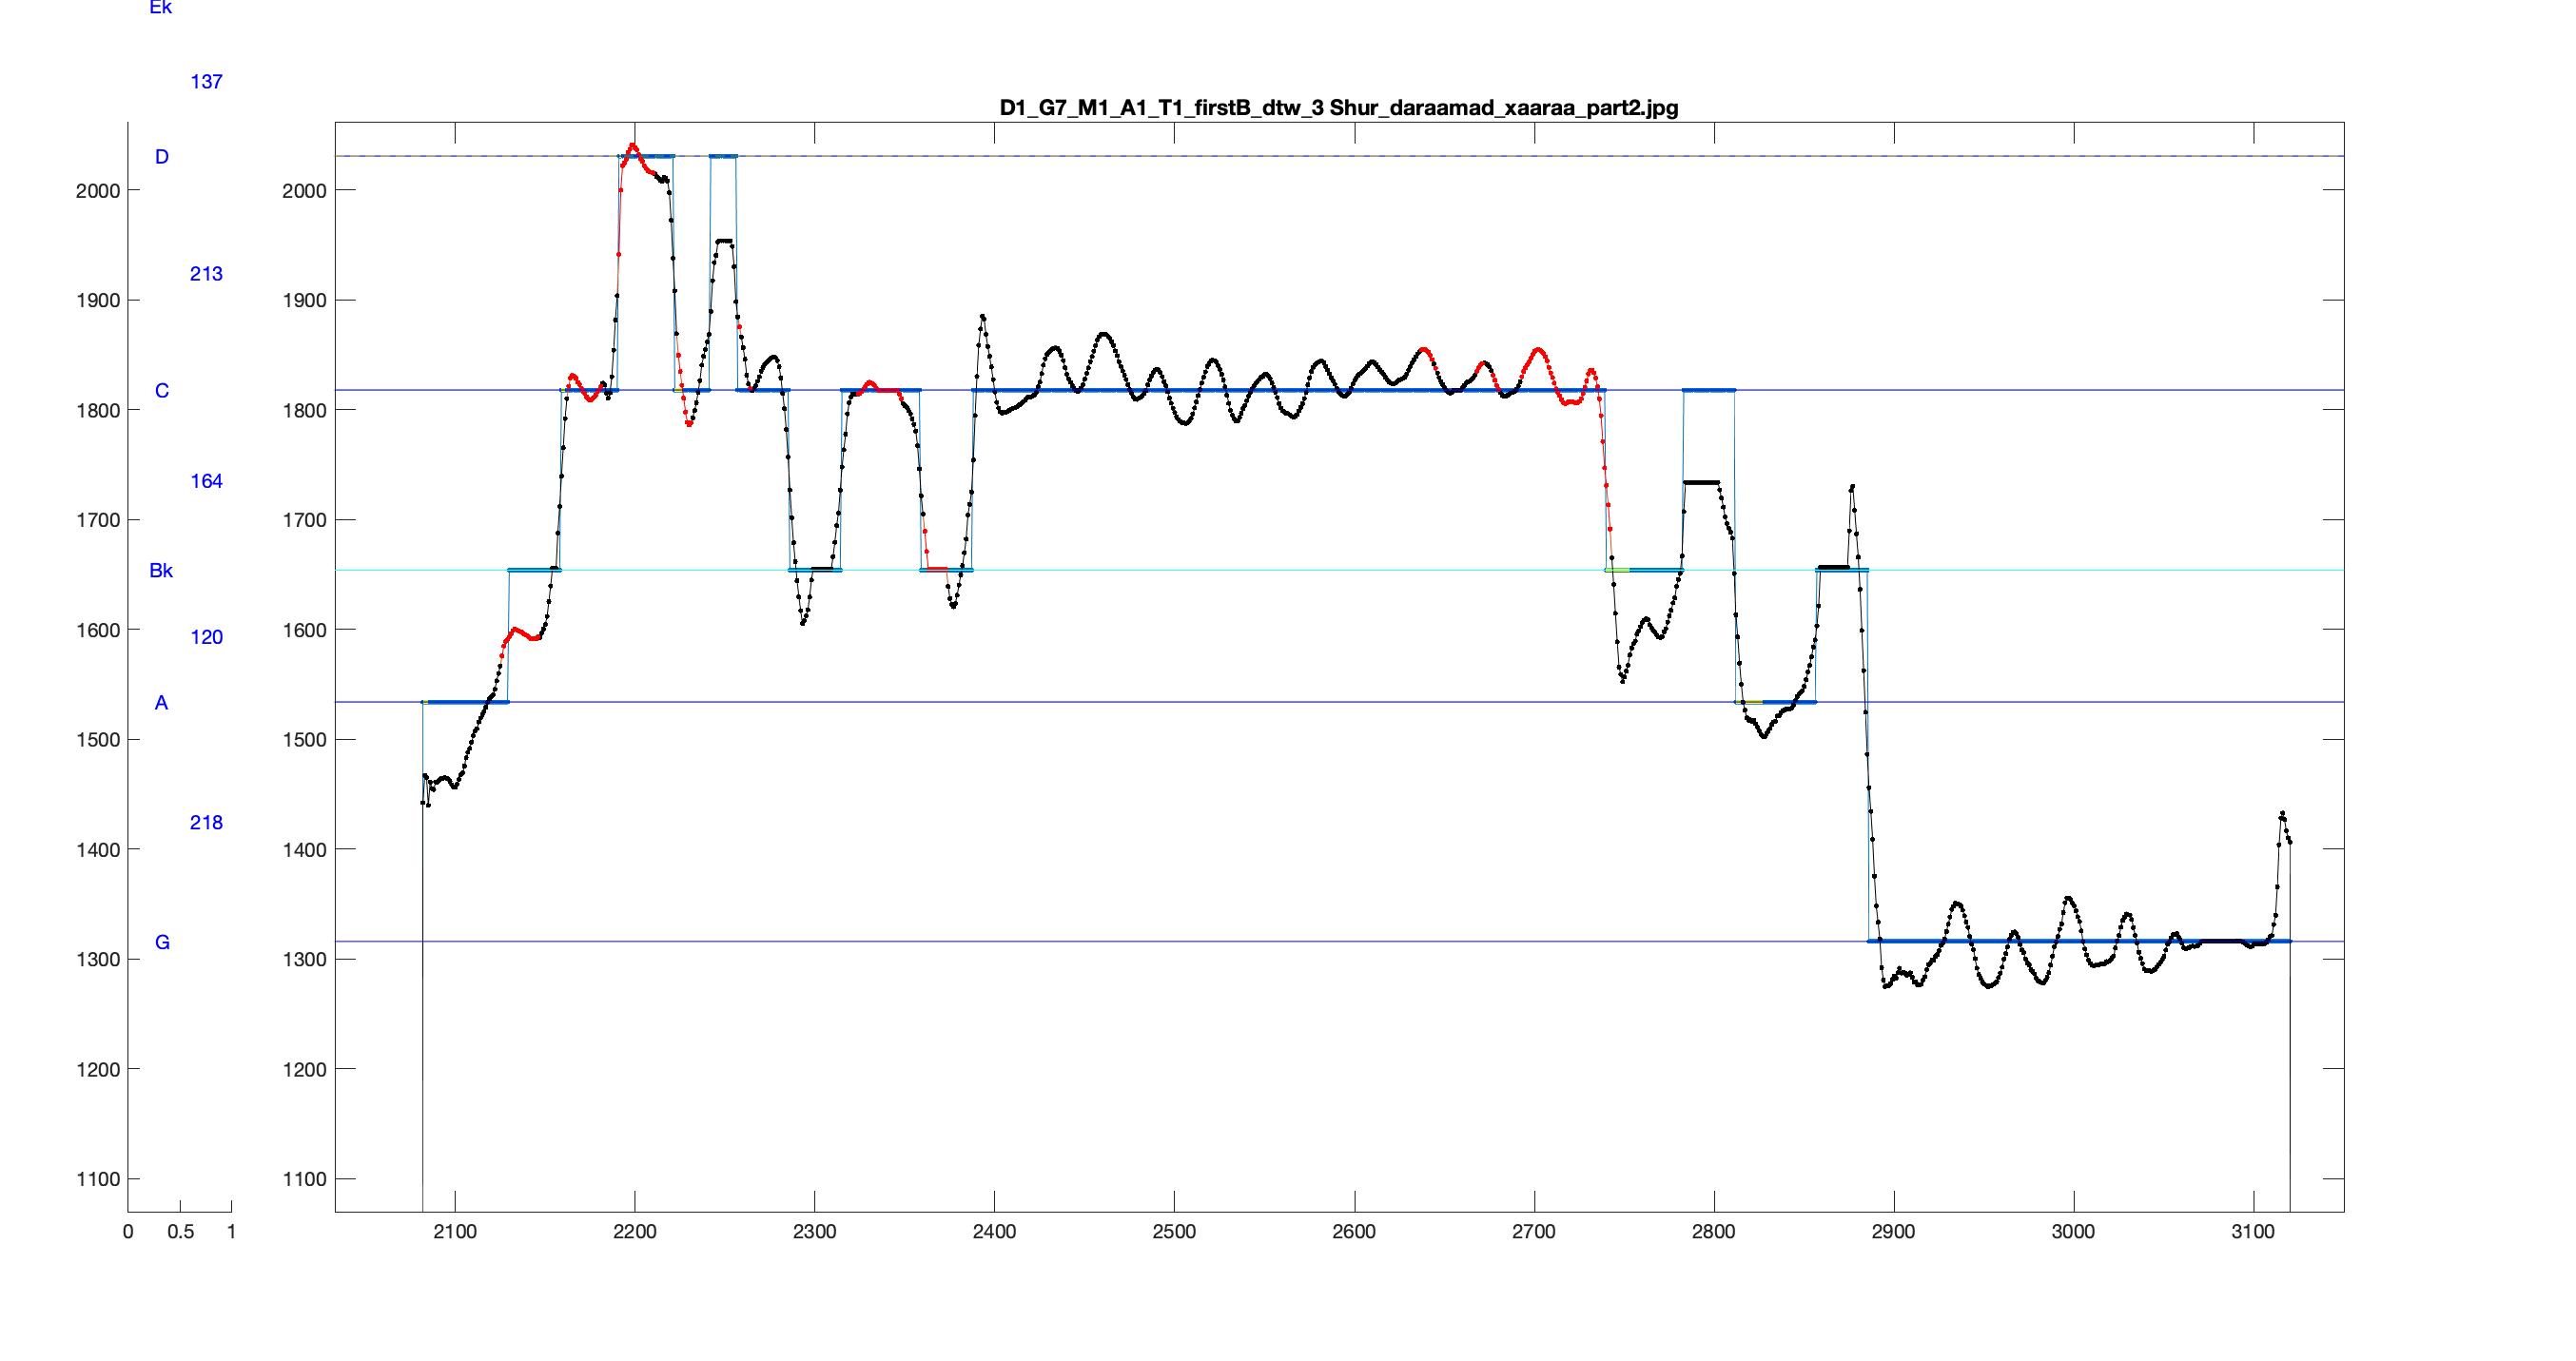 Ek
137
D1_G7_M1_A1_T1_firstB_dtw_3 Shur_daraamad_xaaraa_part2.jpg
D
2000 2000
213
1900 1900
C
1800 1800
164
1700 1700
Bk
1600 120 1600
A
1500 1500
218
1400 1400
G
1300 1300
1200 1200
1100 1100
0 0.5 1 2100 2200 2300 2400 2500 2600 2700 2800 2900 3000 3100